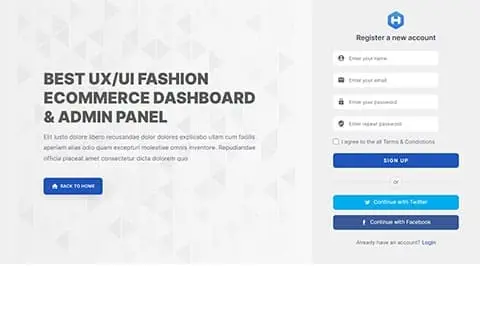 BEST UX/UI FASHION
ECOMMERCE DASHBOARD
& ADMIN PANEL
Elit iusto dolore libero recusandae dolor dolores explicabo ullam cum facilis
aperiam alias odio quam excepturi molestiae omnis inventore. Repudiandae
officia placeat amet consectetur dicta dolorem quo
BACK TO HOME
Register a new account
Enter your name
Enter your email
Enter your password
Enter repeat password
I agree to the all Terms & Condotions
SIGN UP
or
Continue with Twitter
Continue with Facebook
Already have an account? Login